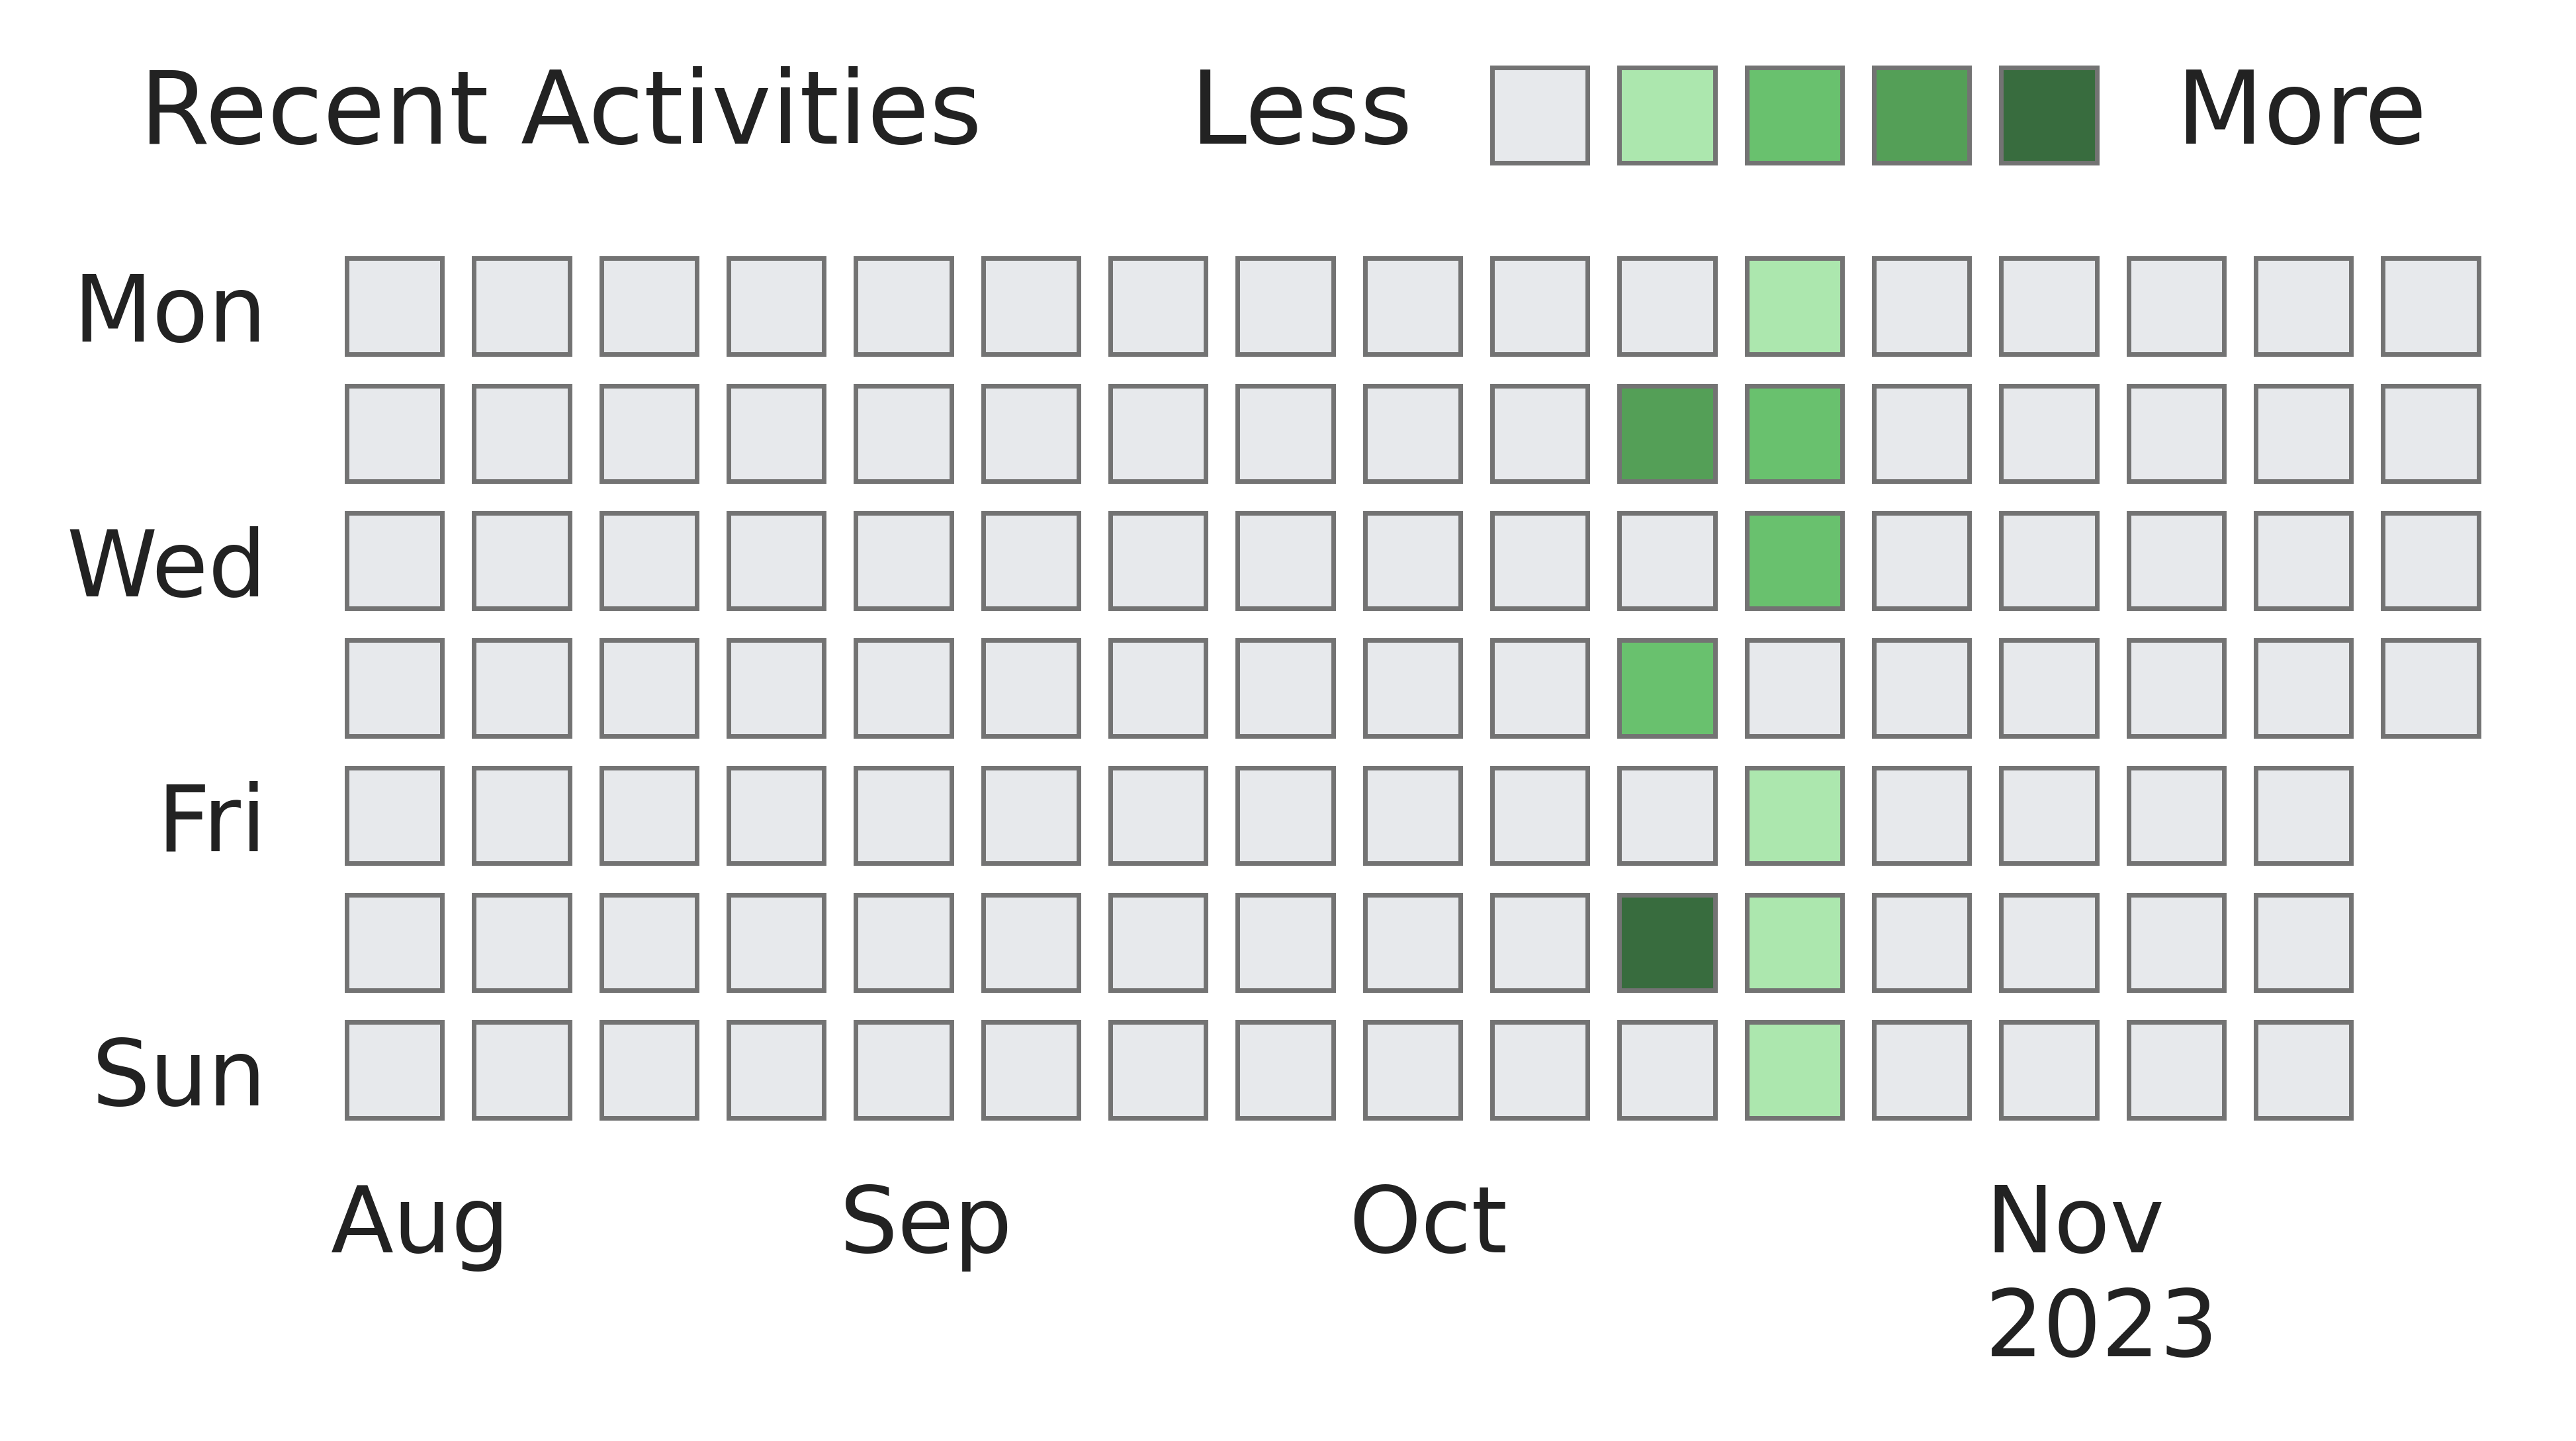 Recent Activities Less More
Mon
Wed
Fri
Sun
Aug Sep Oct Nov
2023